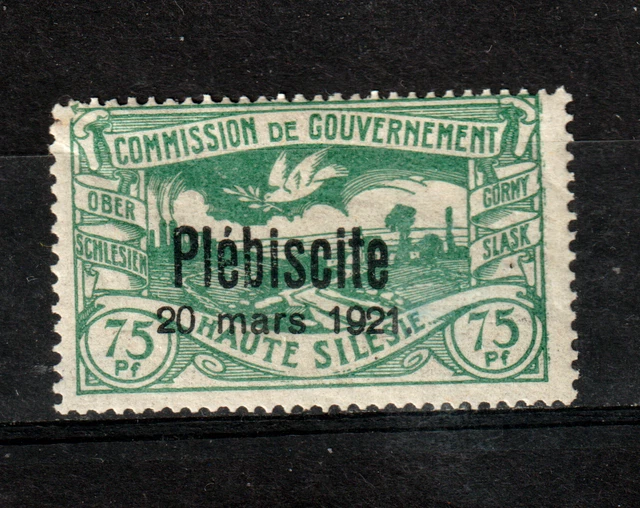 COMMISSION DE GOUVERNEMENT
OBER
SCHLESIEN
GORNY
SLASK
Plébiscite
20 mars 1921.
HAUTE SILESIE
75
Pf
75
Pf